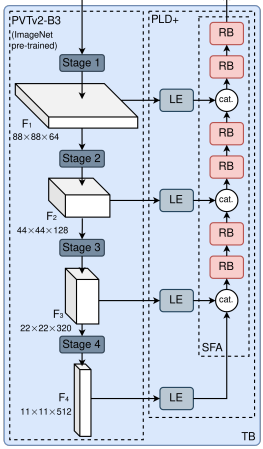 PVTv2-B3
(ImageNet
pre-trained)
PLD+
RB
RB
Stage 1
LE
cat.
F₁
88×88×64
RB
Stage 2
RB
LE
cat.
F₂
44×44×128
RB
Stage 3
RB
LE
cat.
F₃
22×22×320
Stage 4
SFA
F₄
11×11×512
LE
TB